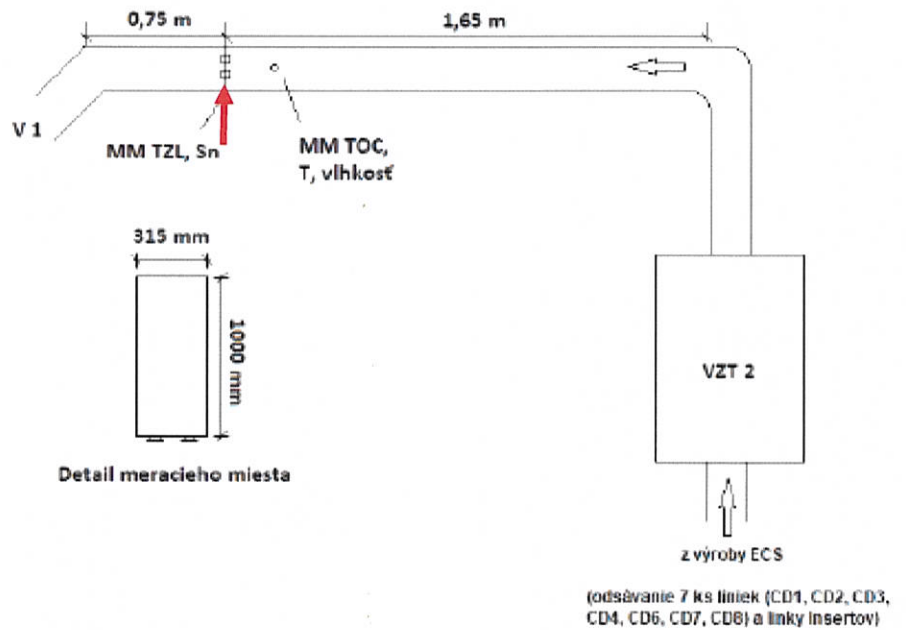 0,75 m
1,65 m
V 1
MM TZL, Sn
MM TOC,
T, vlhkosť
315 mm
1000 mm
Detail meracieho miesta
VZT 2
z výroby ECS
(odsávanie 7 ks liniek (CD1, CD2, CD3,
CD4, CD6, CD7, CD8) a linky insertov)